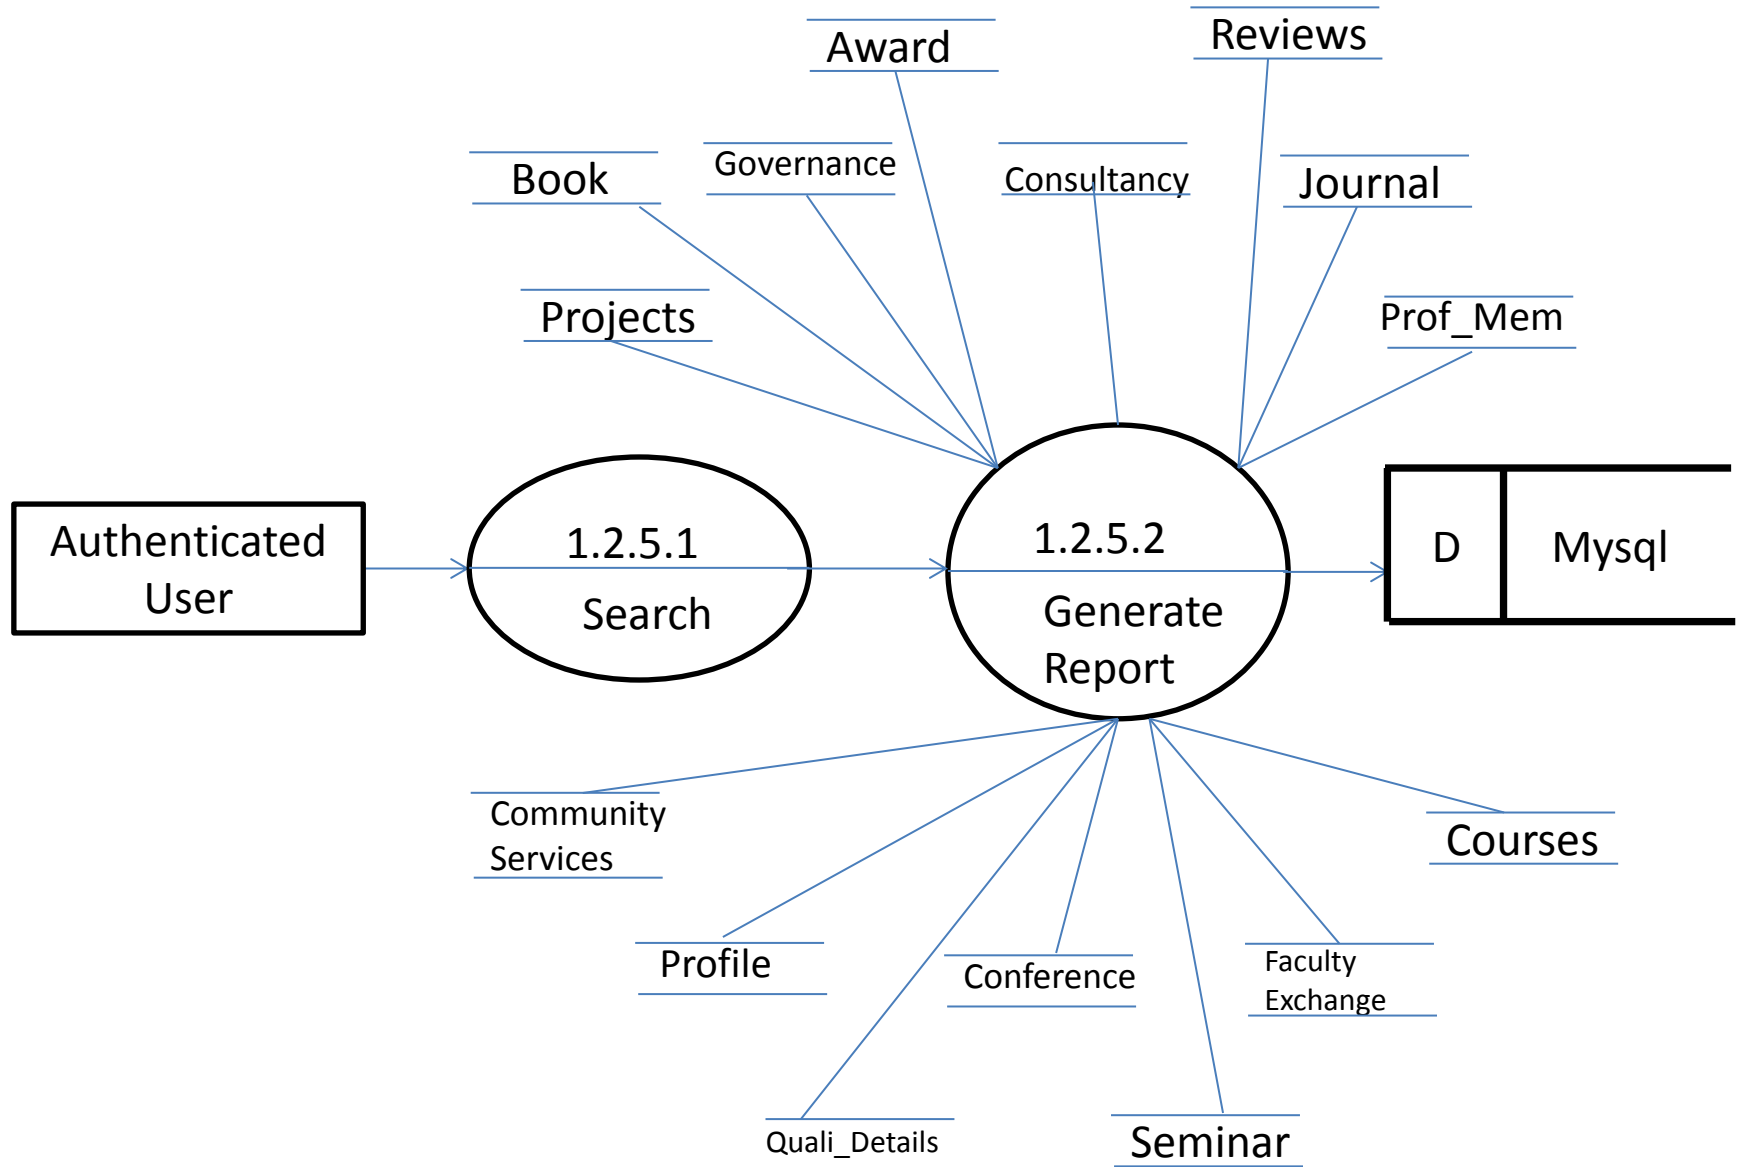 Award
Reviews
Book
Governance
Consultancy
Journal
Projects
Prof_Mem
Authenticated
User
1.2.5.1
Search
1.2.5.2
Generate
Report
D
Mysql
Community
Services
Courses
Profile
Conference
Faculty
Exchange
Quali_Details
Seminar